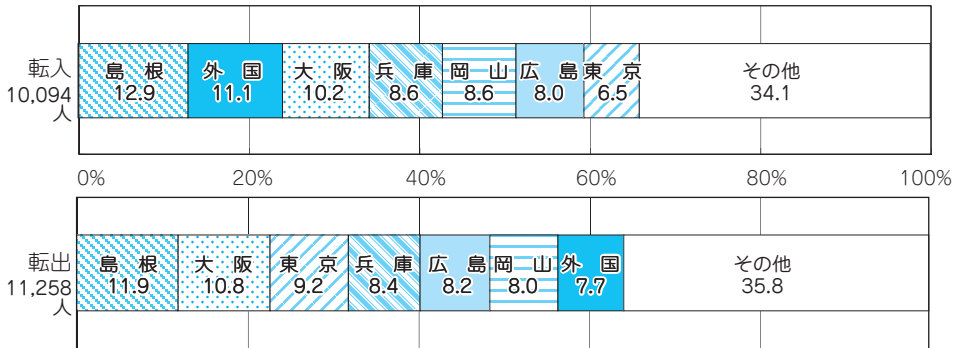 転入
10,094
人
島根
12.9
外国
11.1
大阪
10.2
兵庫
8.6
岡山
8.6
広島
8.0
東京
6.5
その他
34.1
0% 20% 40% 60% 80% 100%
転出
11,258
人
島根
11.9
大阪
10.8
東京
9.2
兵庫
8.4
広島
8.2
岡山
8.0
外国
7.7
その他
35.8